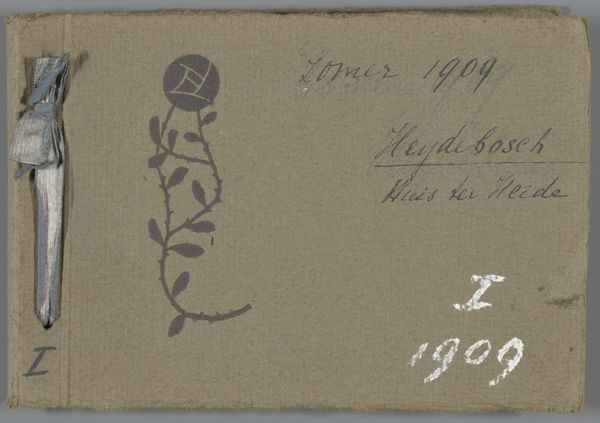 Zomer 1909
Heydebosch
Huis ter Heide
I
1909
I